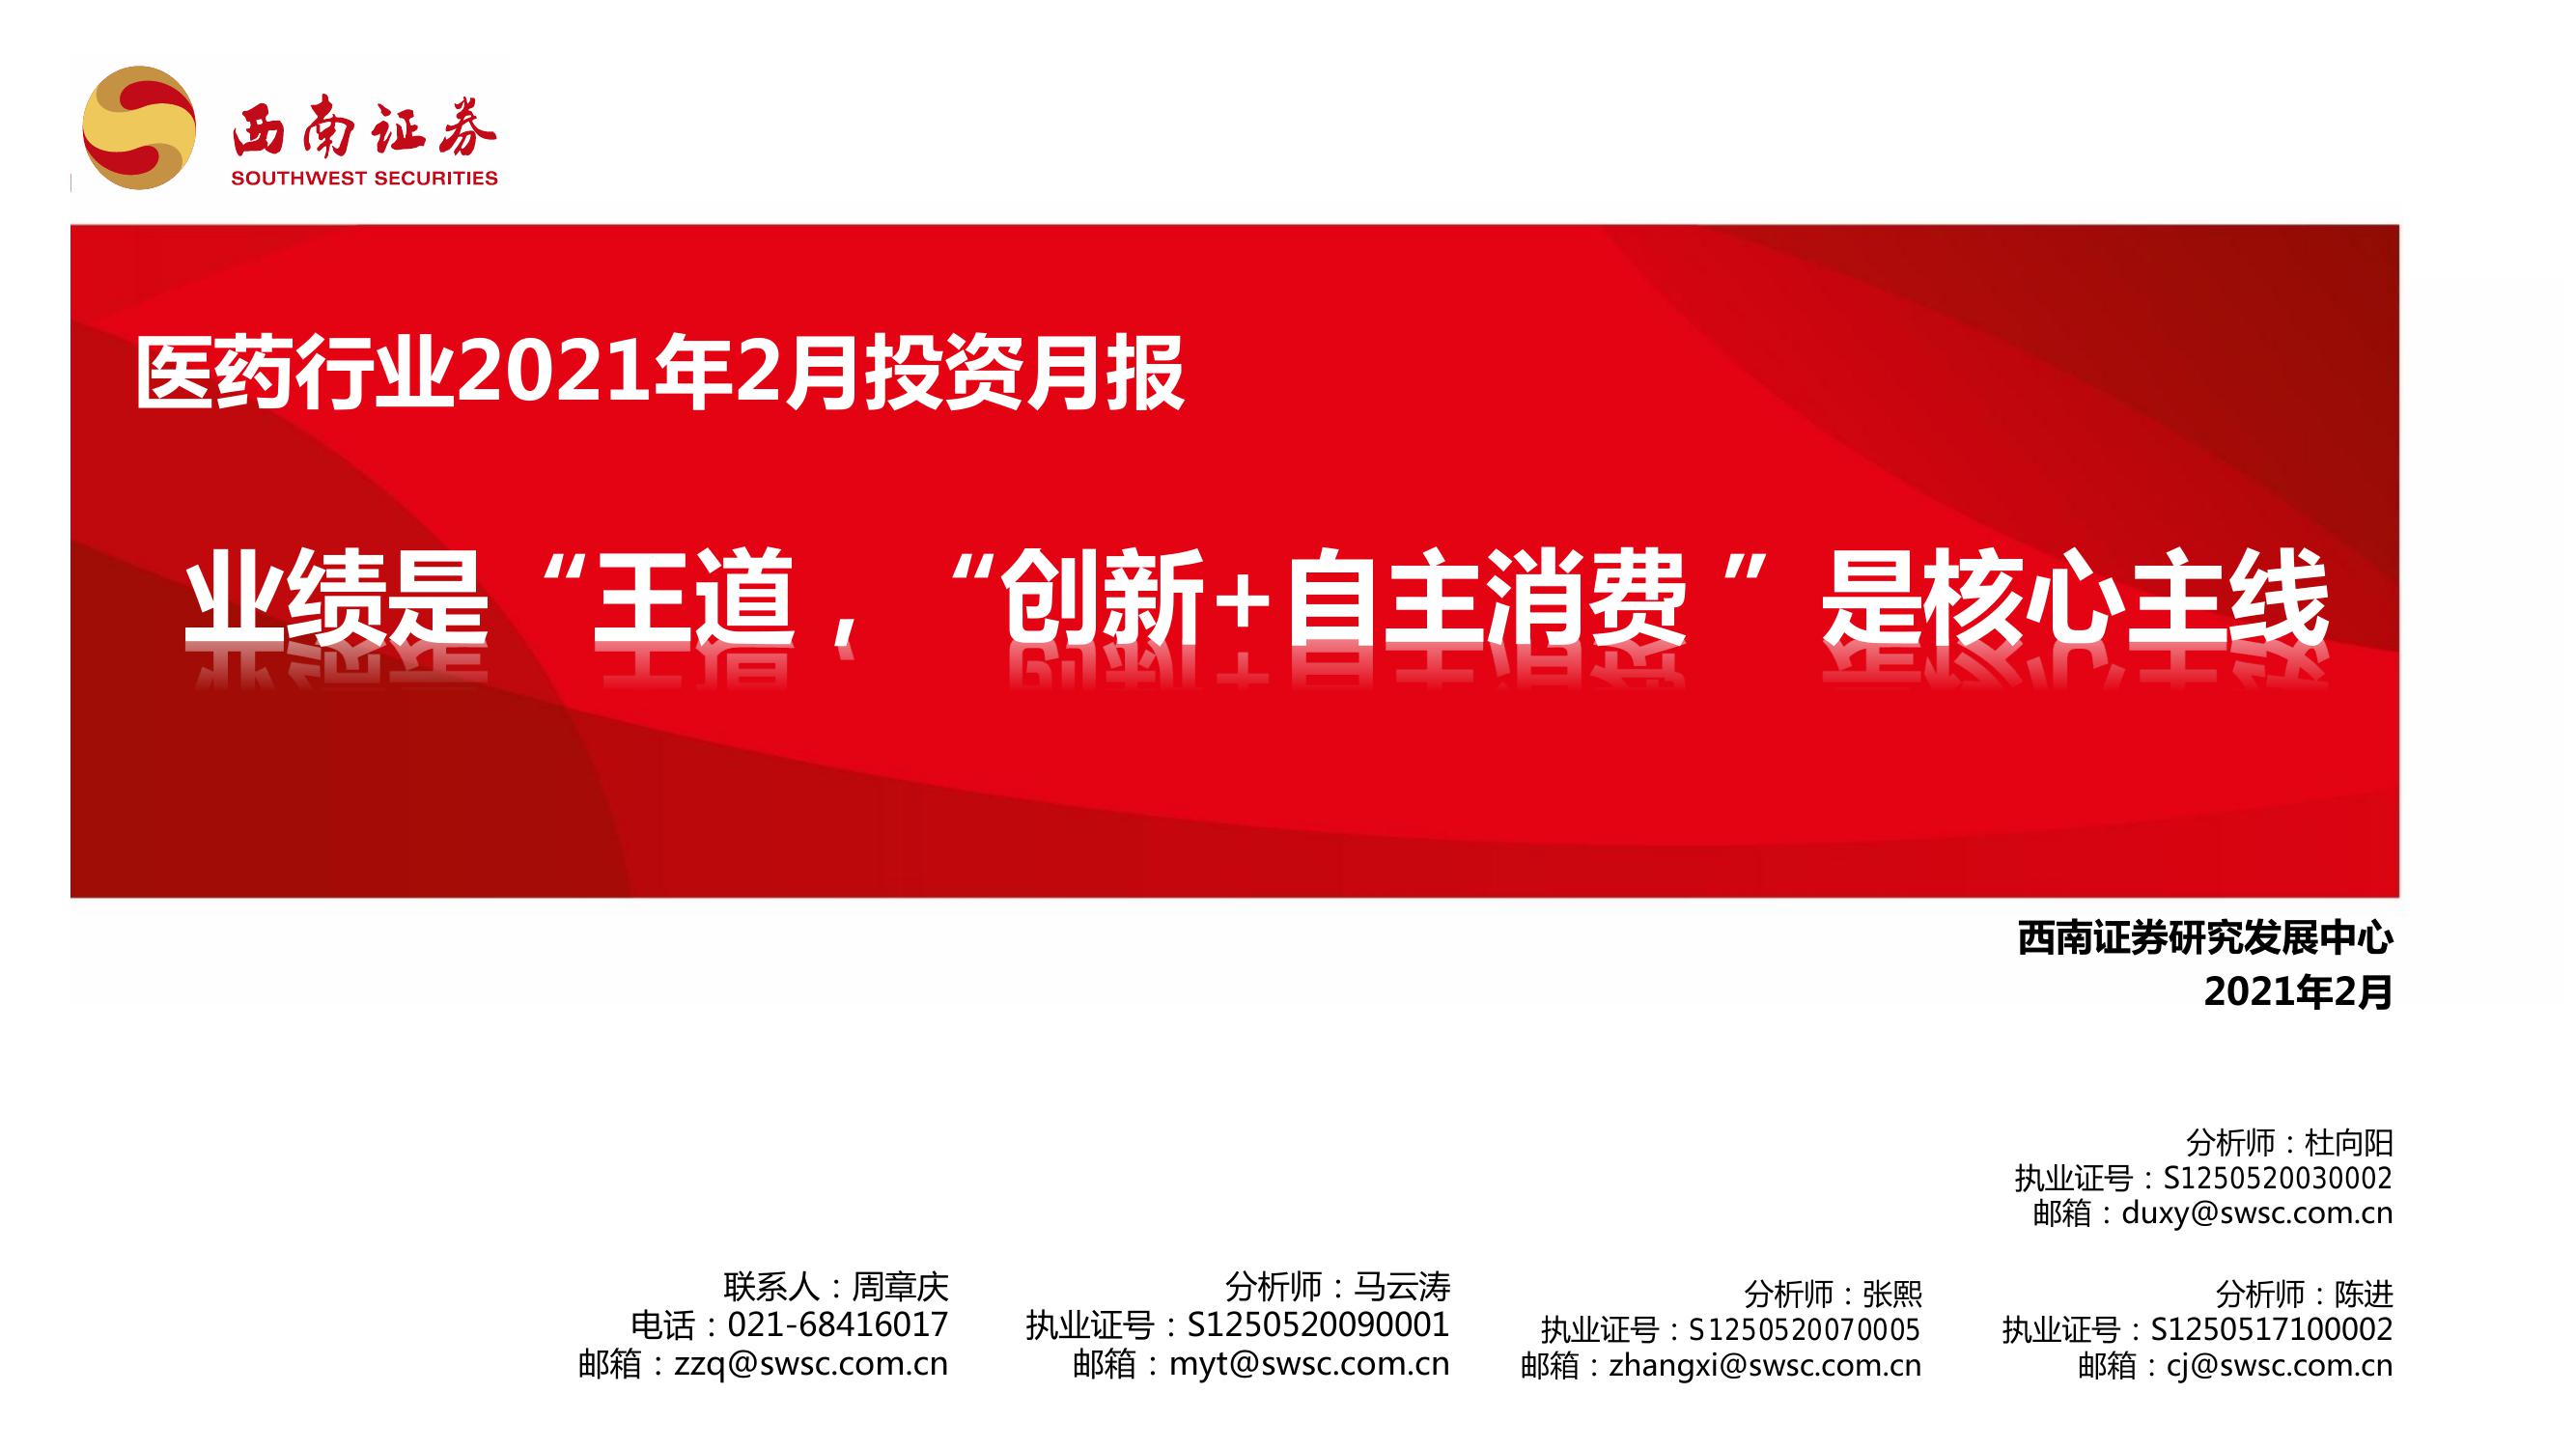 西南证券
SOUTHWEST SECURITIES
医药行业2021年2月投资月报
业绩是“王道，“创新+自主消费”是核心主线
西南证券研究发展中心
2021年2月
分析师：杜向阳
执业证号：S1250520030002
邮箱：duxy@swsc.com.cn
联系人：周章庆
电话：021-68416017
邮箱：zzq@swsc.com.cn
分析师：马云涛
执业证号：S1250520090001
邮箱：myt@swsc.com.cn
分析师：张熙
执业证号：S1250520070005
邮箱：zhangxi@swsc.com.cn
分析师：陈进
执业证号：S1250517100002
邮箱：cj@swsc.com.cn